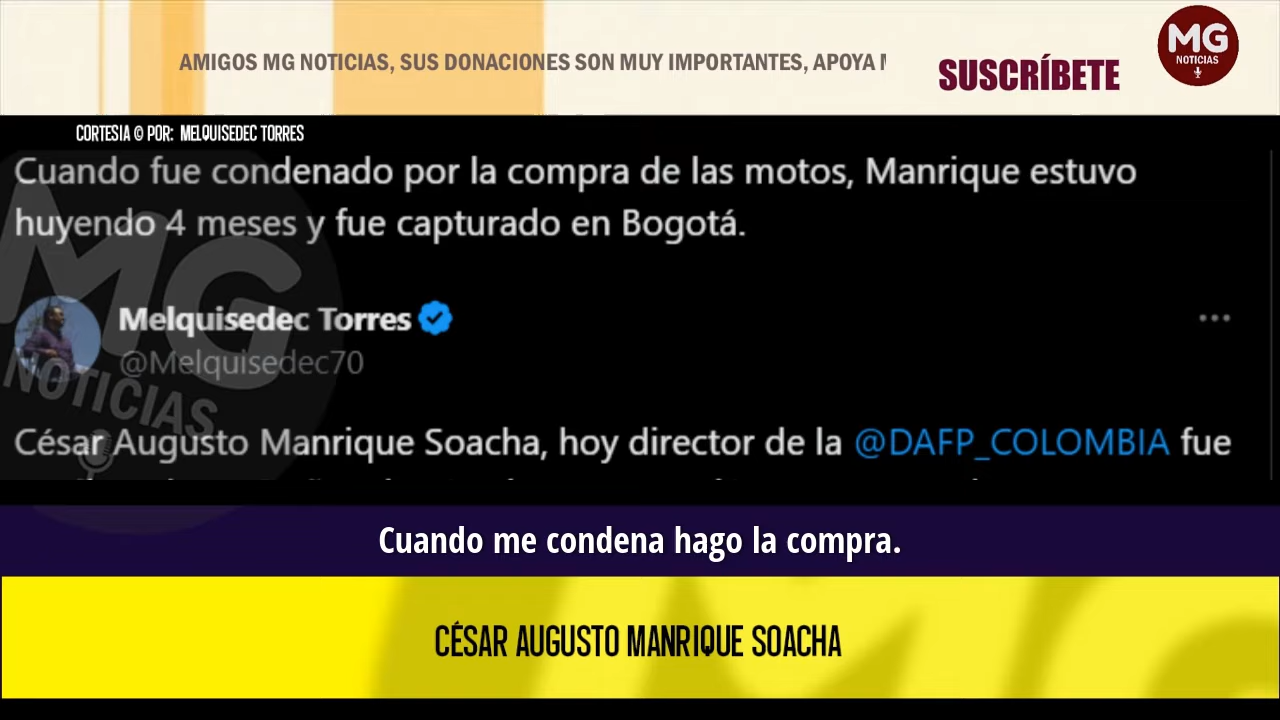 AMIGOS MG NOTICIAS, SUS DONACIONES SON MUY IMPORTANTES, APOYA
SUSCRÍBETE
MG
NOTICIAS
CORTESIA © POR: MELQUISEDEC TORRES
Cuando fue condenado por la compra de las motos, Manrique estuvo
huyendo 4 meses y fue capturado en Bogotá.
MG
NOTICIAS
Melquisedec Torres
@Melquisedec70
César Augusto Manrique Soacha, hoy director de la @DAFP_COLOMBIA fue
Cuando me condena hago la compra.
CÉSAR AUGUSTO MANRIQUE SOACHA